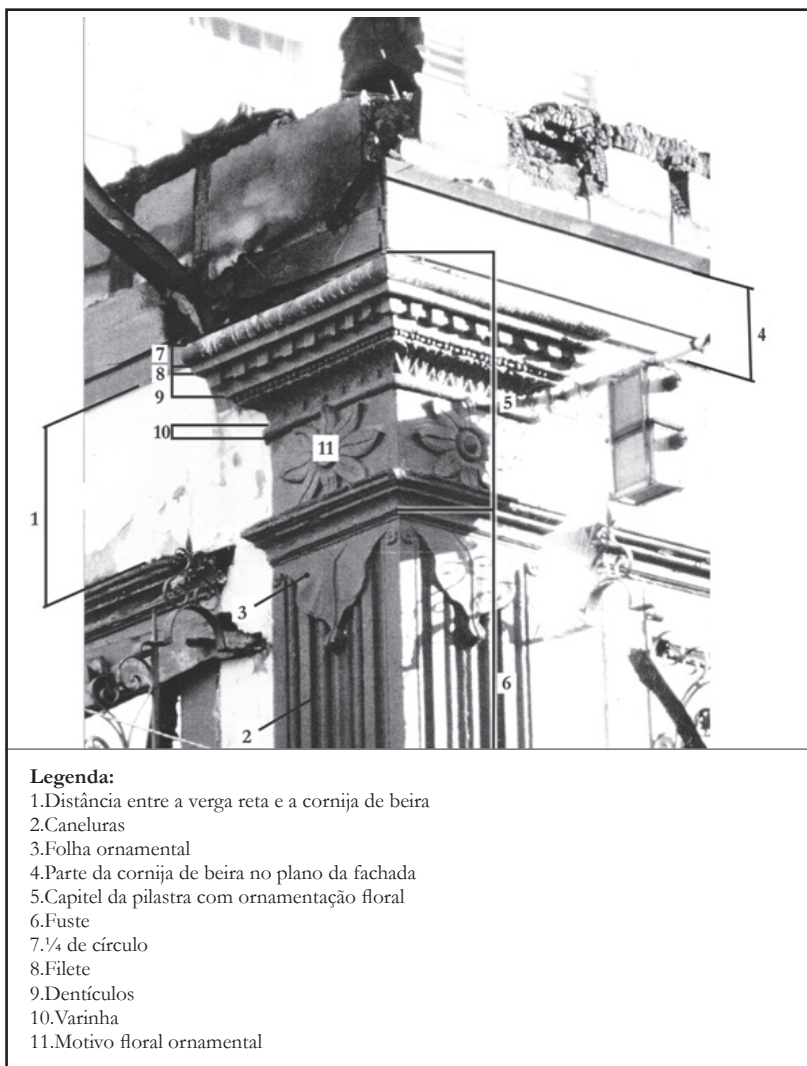 7
8
9
10
11
1
3
2
5
4
6
Legenda:
1.Distância entre a verga reta e a cornija de beira
2.Caneluras
3.Folha ornamental
4.Parte da cornija de beira no plano da fachada
5.Capitel da pilastra com ornamentação floral
6.Fuste
7.¼ de círculo
8.Filete
9.Dentículos
10.Varinha
11.Motivo floral ornamental